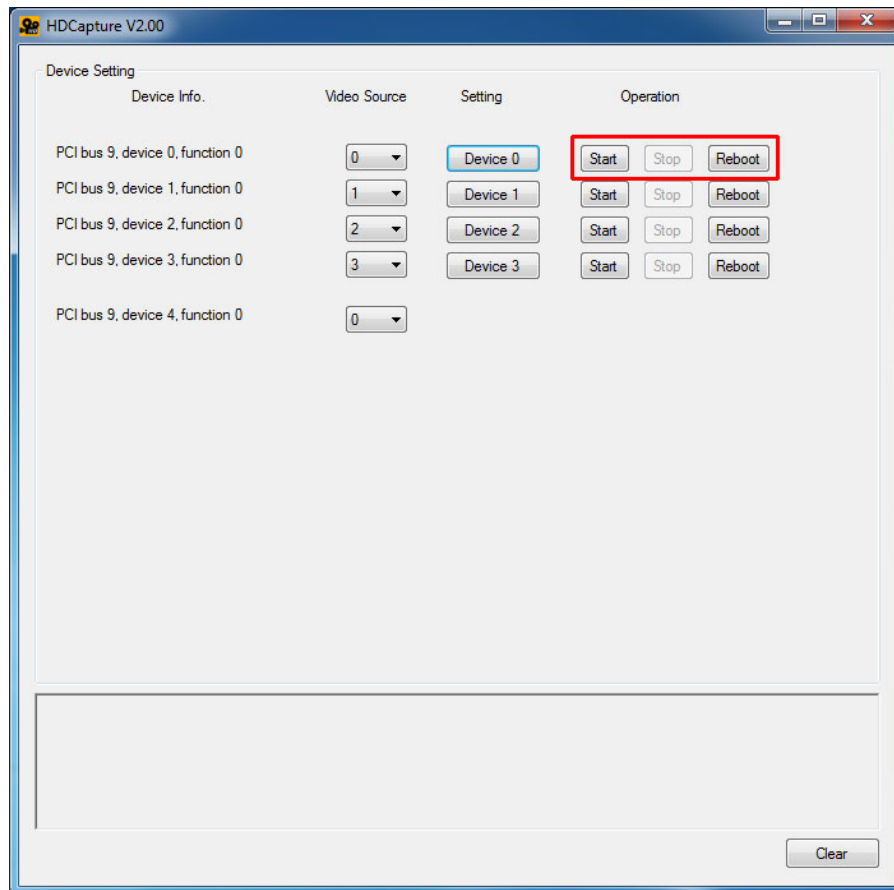 HDCapture V2.00
Device Setting
Device Info. Video Source Setting Operation
PCI bus 9, device 0, function 0 0 Device 0 Start Stop Reboot
PCI bus 9, device 1, function 0 1 Device 1 Start Stop Reboot
PCI bus 9, device 2, function 0 2 Device 2 Start Stop Reboot
PCI bus 9, device 3, function 0 3 Device 3 Start Stop Reboot
PCI bus 9, device 4, function 0 0
Clear